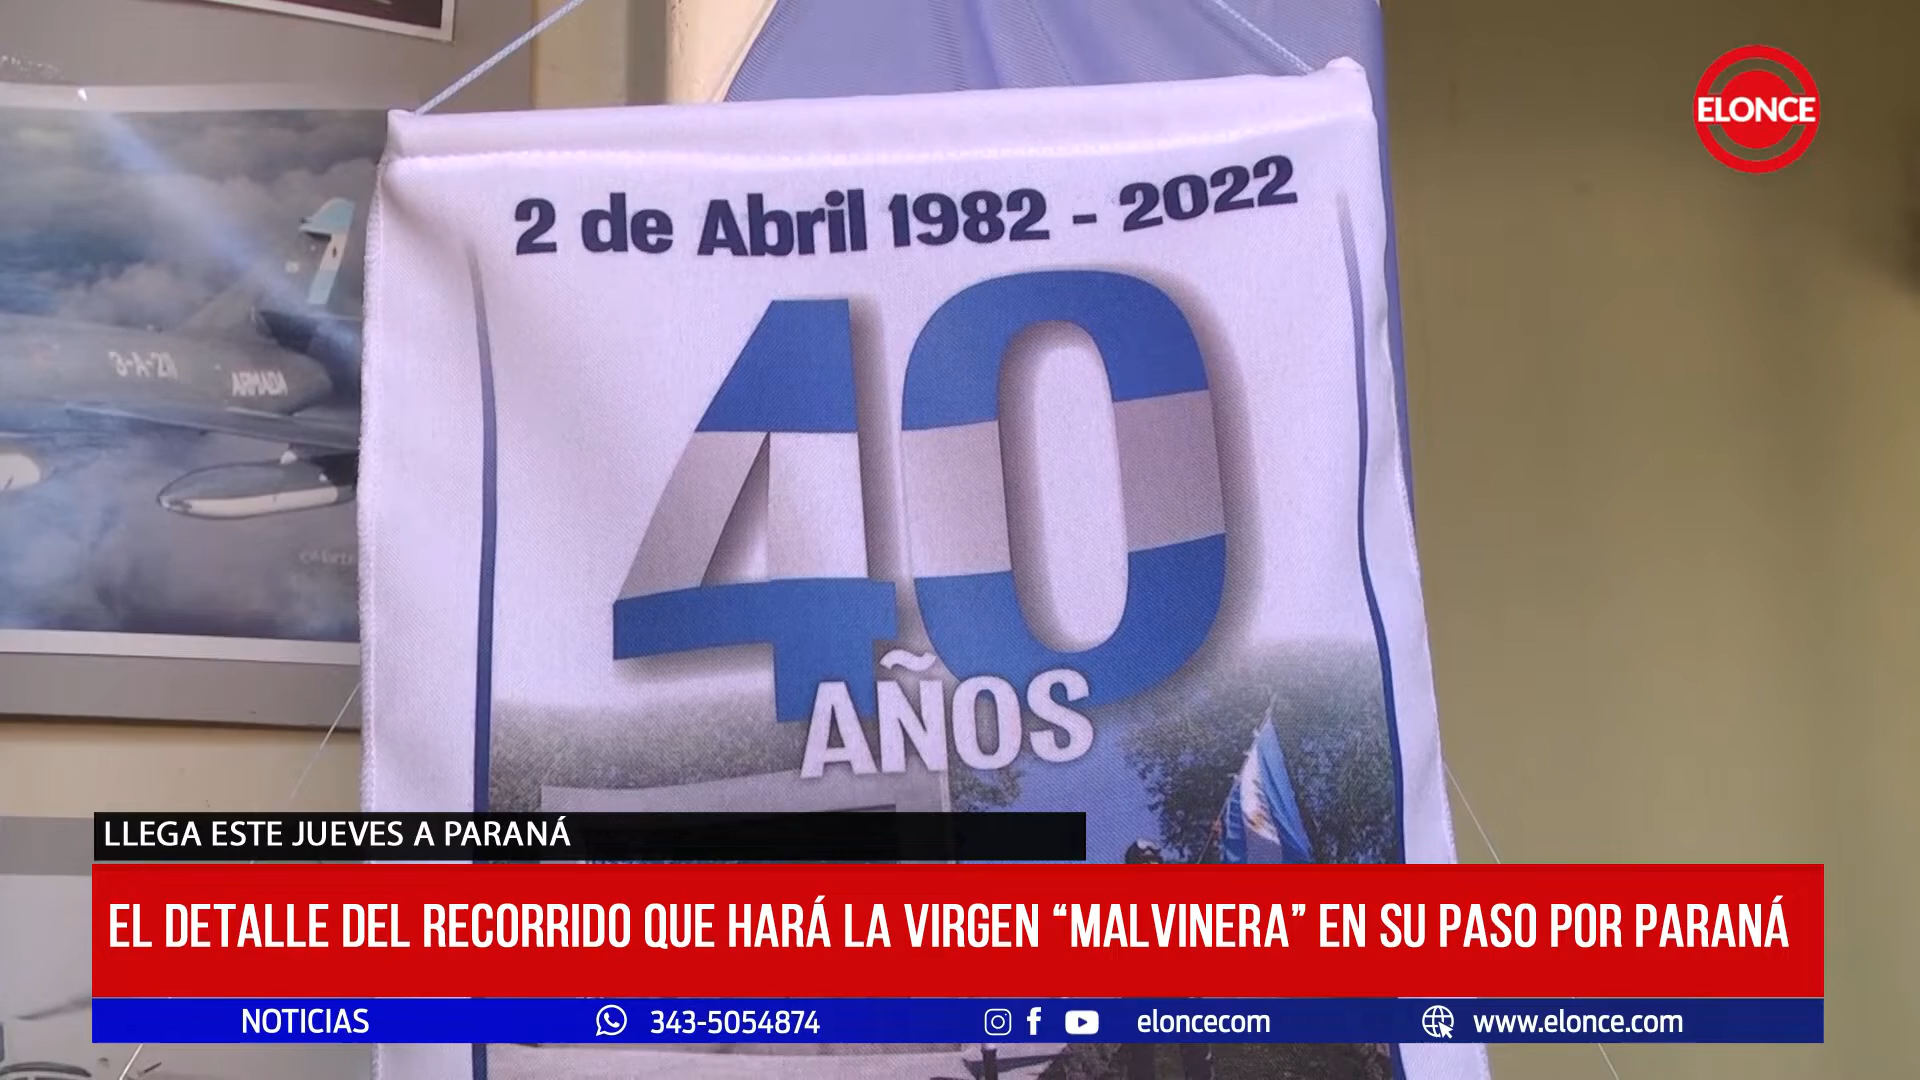 ELONCE
2 de Abril 1982 - 2022
40
AÑOS
3-A-211
ARMADA
LLEGA ESTE JUEVES A PARANÁ
EL DETALLE DEL RECORRIDO QUE HARÁ LA VIRGEN “MALVINERA” EN SU PASO POR PARANÁ
NOTICIAS
343-5054874
eloncecom
www.elonce.com